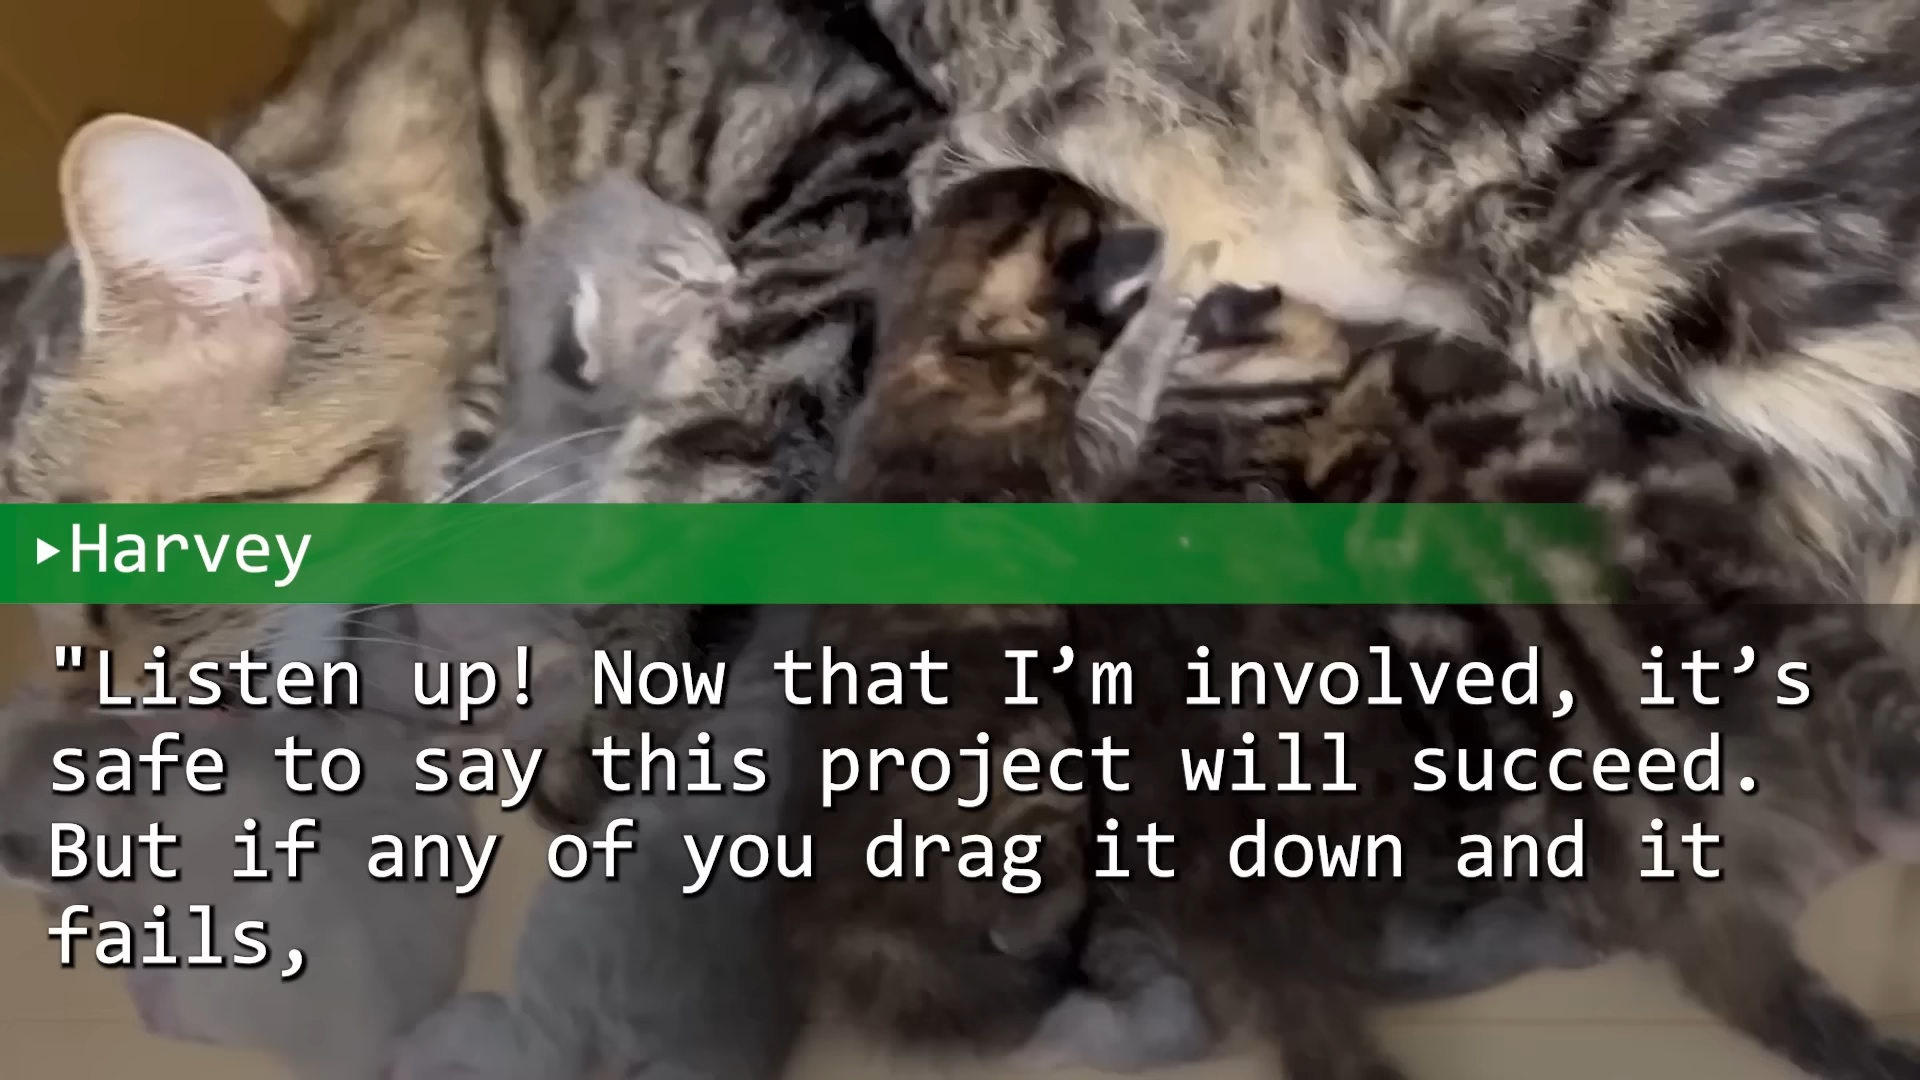 ▶Harvey
"Listen up! Now that I’m involved, it’s
safe to say this project will succeed.
But if any of you drag it down and it
fails,